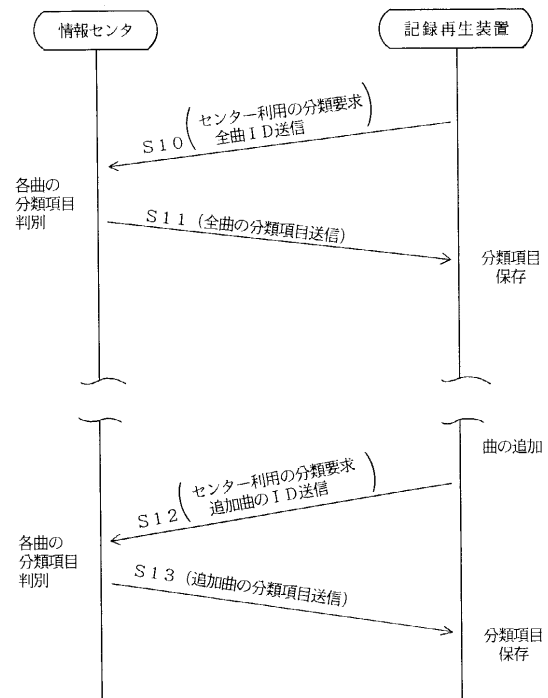 情報センタ
記録再生装置
S10
センター利用の分類要求
全曲ID送信
各曲の
分類項目
判別
S11（全曲の分類項目送信）
分類項目
保存
曲の追加
S12
センター利用の分類要求
追加曲のID送信
各曲の
分類項目
判別
S13（追加曲の分類項目送信）
分類項目
保存